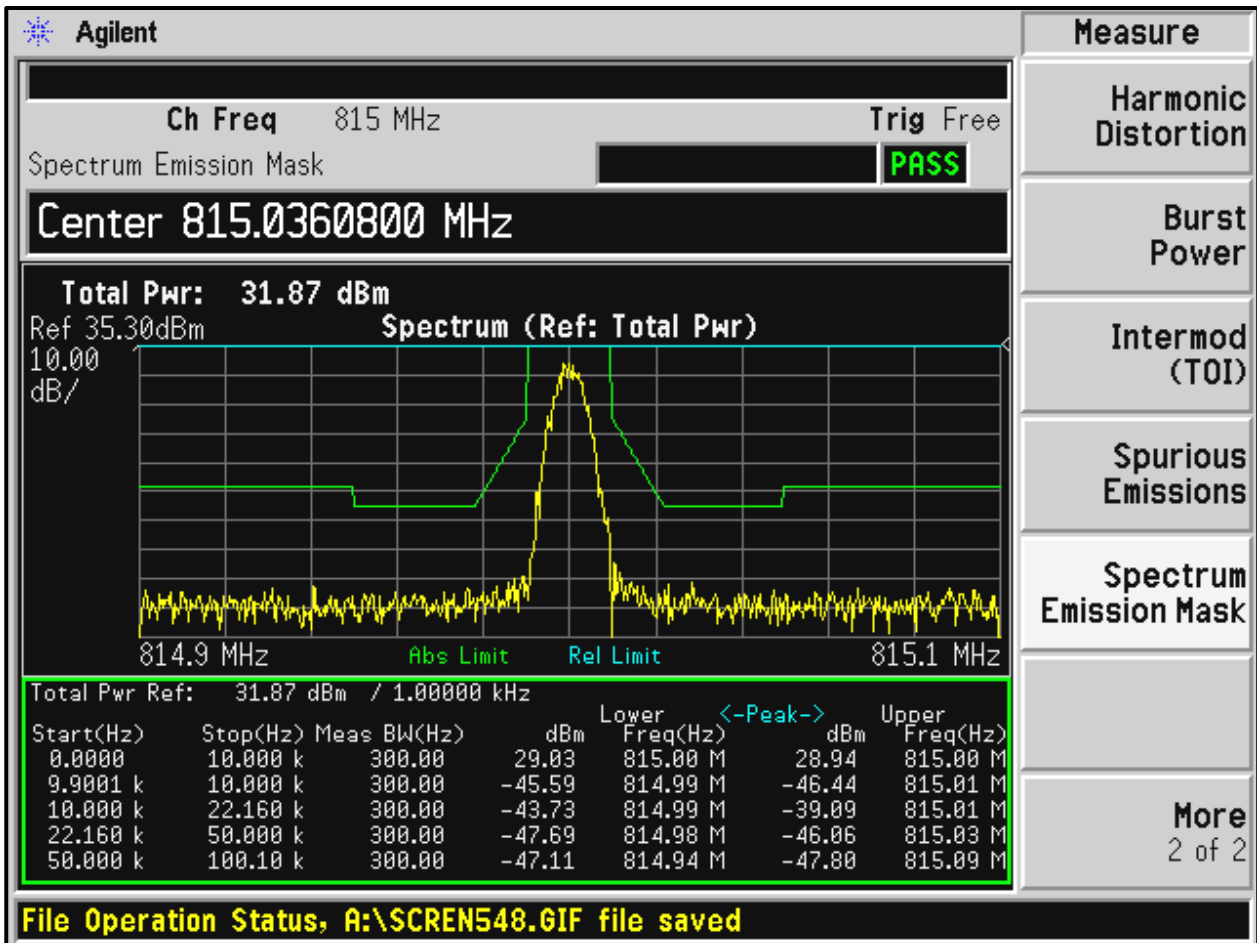 Agilent
Measure
Ch Freq 815 MHz Trig Free
Spectrum Emission Mask PASS
Center 815.0360800 MHz
Total Pwr: 31.87 dBm
Ref 35.30dBm Spectrum (Ref: Total Pwr)
10.00
dB/
814.9 MHz Abs Limit Rel Limit 815.1 MHz
Total Pwr Ref: 31.87 dBm / 1.00000 kHz
Lower <-Peak-> Upper
Start(Hz) Stop(Hz) Meas BW(Hz) dBm Freq(Hz) dBm Freq(Hz)
0.0000 10.000 k 300.00 29.03 815.00 M 28.94 815.00 M
9.9001 k 10.000 k 300.00 -45.59 814.99 M -46.44 815.01 M
10.000 k 22.160 k 300.00 -43.73 814.99 M -39.09 815.01 M
22.160 k 50.000 k 300.00 -47.69 814.98 M -46.06 815.03 M
50.000 k 100.10 k 300.00 -47.11 814.94 M -47.80 815.09 M
Harmonic
Distortion
Burst
Power
Intermod
(TOI)
Spurious
Emissions
Spectrum
Emission Mask
More
2 of 2
File Operation Status, A:\SCREN548.GIF file saved